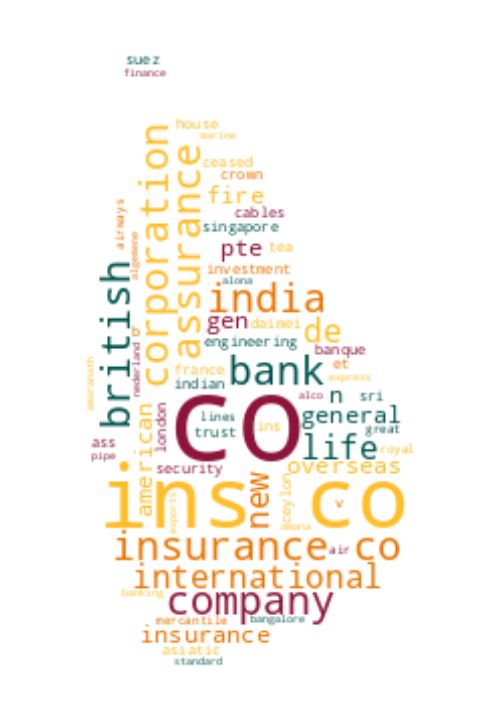 suez
finance
house
marine
corporation
assurance
ceased
crown
fire
airways
cables
singapore
algemene
pte
tea
british
investment
alona
india
gen
daimei
de
engineering
nederland
o
banque
amaranath
france
bank
et
indian
express
co
alco
n
sri
american
london
lines
ins
general
trust
great
ass
life
royal
pipe
security
overseas
ins co
new
ceylon
exports
amana
v
insurance co
air
international
banking
company
mercantile
bangalore
insurance
asiatic
standard